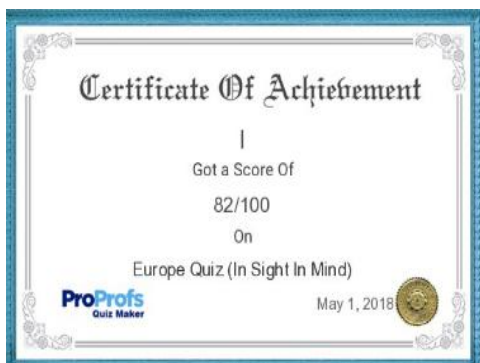 Certificate Of Achievement
I
Got a Score Of
82/100
On
Europe Quiz (In Sight In Mind)
ProProfs
Quiz Maker
May 1, 2018